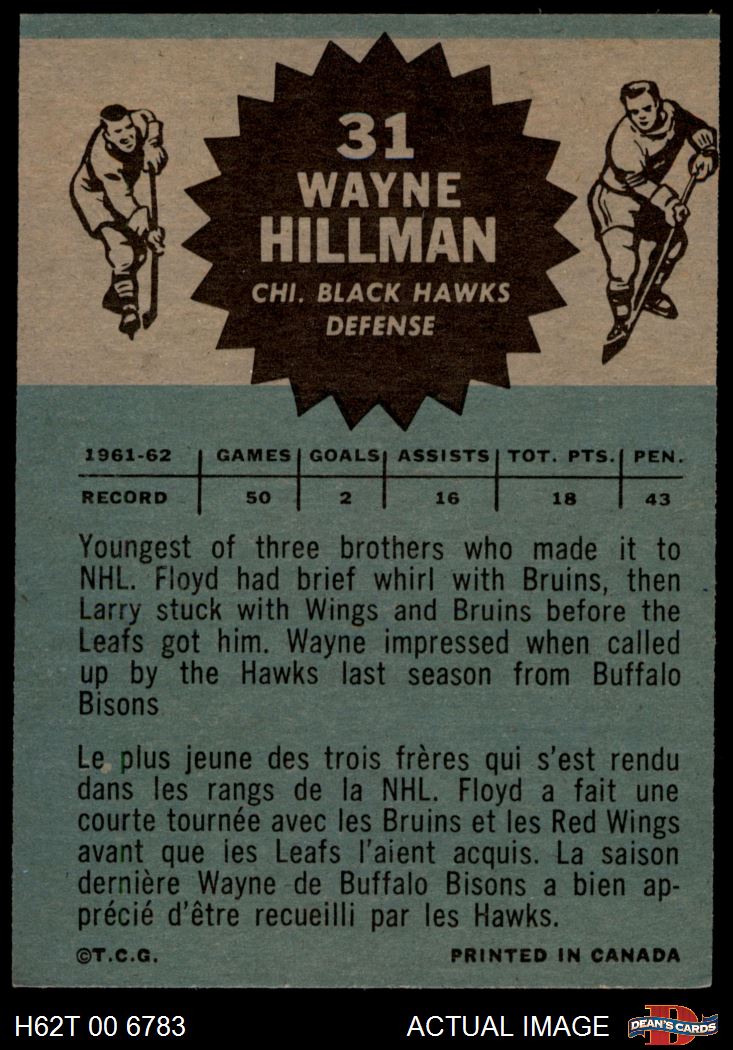 31
WAYNE
HILLMAN
CHI. BLACK HAWKS
DEFENSE
1961-62 GAMES GOALS ASSISTS TOT. PTS. PEN.
RECORD 50 2 16 18 43
Youngest of three brothers who made it to
NHL. Floyd had brief whirl with Bruins, then
Larry stuck with Wings and Bruins before the
Leafs got him. Wayne impressed when called
up by the Hawks last season from Buffalo
Bisons
Le plus jeune des trois frères qui s'est rendu
dans les rangs de la NHL. Floyd a fait une
courte tournée avec les Bruins et les Red Wings
avant que les Leafs l'aient acquis. La saison
dernière Wayne de Buffalo Bisons a bien ap-
précié d'être recueilli par les Hawks.
©T.C.G. PRINTED IN CANADA
H62T 00 6783 ACTUAL IMAGE D DEAN'S CARDS